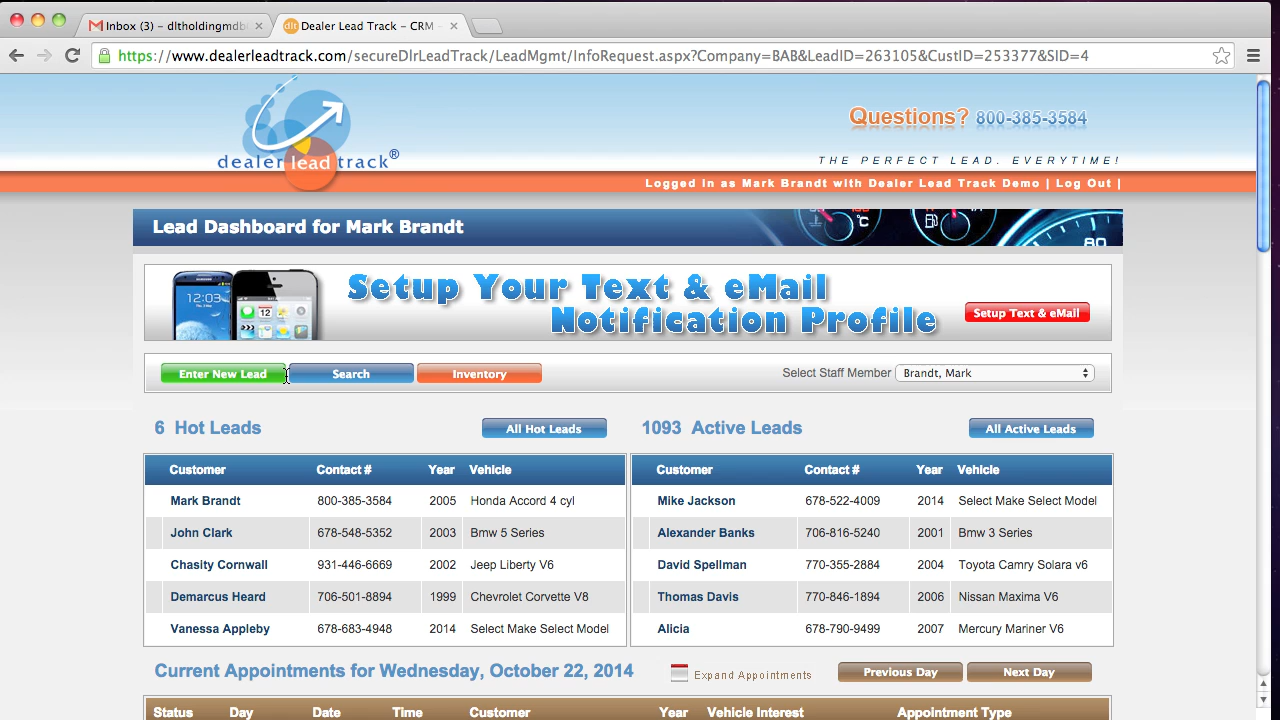 Inbox (3) – dltholdingmdb
Dealer Lead Track – CRM –
https://www.dealerleadtrack.com/secureDlrLeadTrack/LeadMgmt/InfoRequest.aspx?Company=BAB&LeadID=263105&CustID=253377&SID=4
dealer lead track®
Questions? 800-385-3584
THE PERFECT LEAD. EVERYTIME!
Logged in as Mark Brandt with Dealer Lead Track Demo | Log Out |
Lead Dashboard for Mark Brandt
°C
80
12:03
12
Setup Your Text & eMail
Notification Profile
Setup Text & eMail
Enter New Lead Search Inventory Select Staff Member Brandt, Mark
6 Hot Leads All Hot Leads 1093 Active Leads All Active Leads
Customer Contact # Year Vehicle Customer Contact # Year Vehicle
Mark Brandt 800-385-3584 2005 Honda Accord 4 cyl Mike Jackson 678-522-4009 2014 Select Make Select Model
John Clark 678-548-5352 2003 Bmw 5 Series Alexander Banks 706-816-5240 2001 Bmw 3 Series
Chasity Cornwall 931-446-6669 2002 Jeep Liberty V6 David Spellman 770-355-2884 2004 Toyota Camry Solara v6
Demarcus Heard 706-501-8894 1999 Chevrolet Corvette V8 Thomas Davis 770-846-1894 2006 Nissan Maxima V6
Vanessa Appleby 678-683-4948 2014 Select Make Select Model Alicia 678-790-9499 2007 Mercury Mariner V6
Current Appointments for Wednesday, October 22, 2014 Expand Appointments Previous Day Next Day
Status Day Date Time Customer Year Vehicle Interest Appointment Type